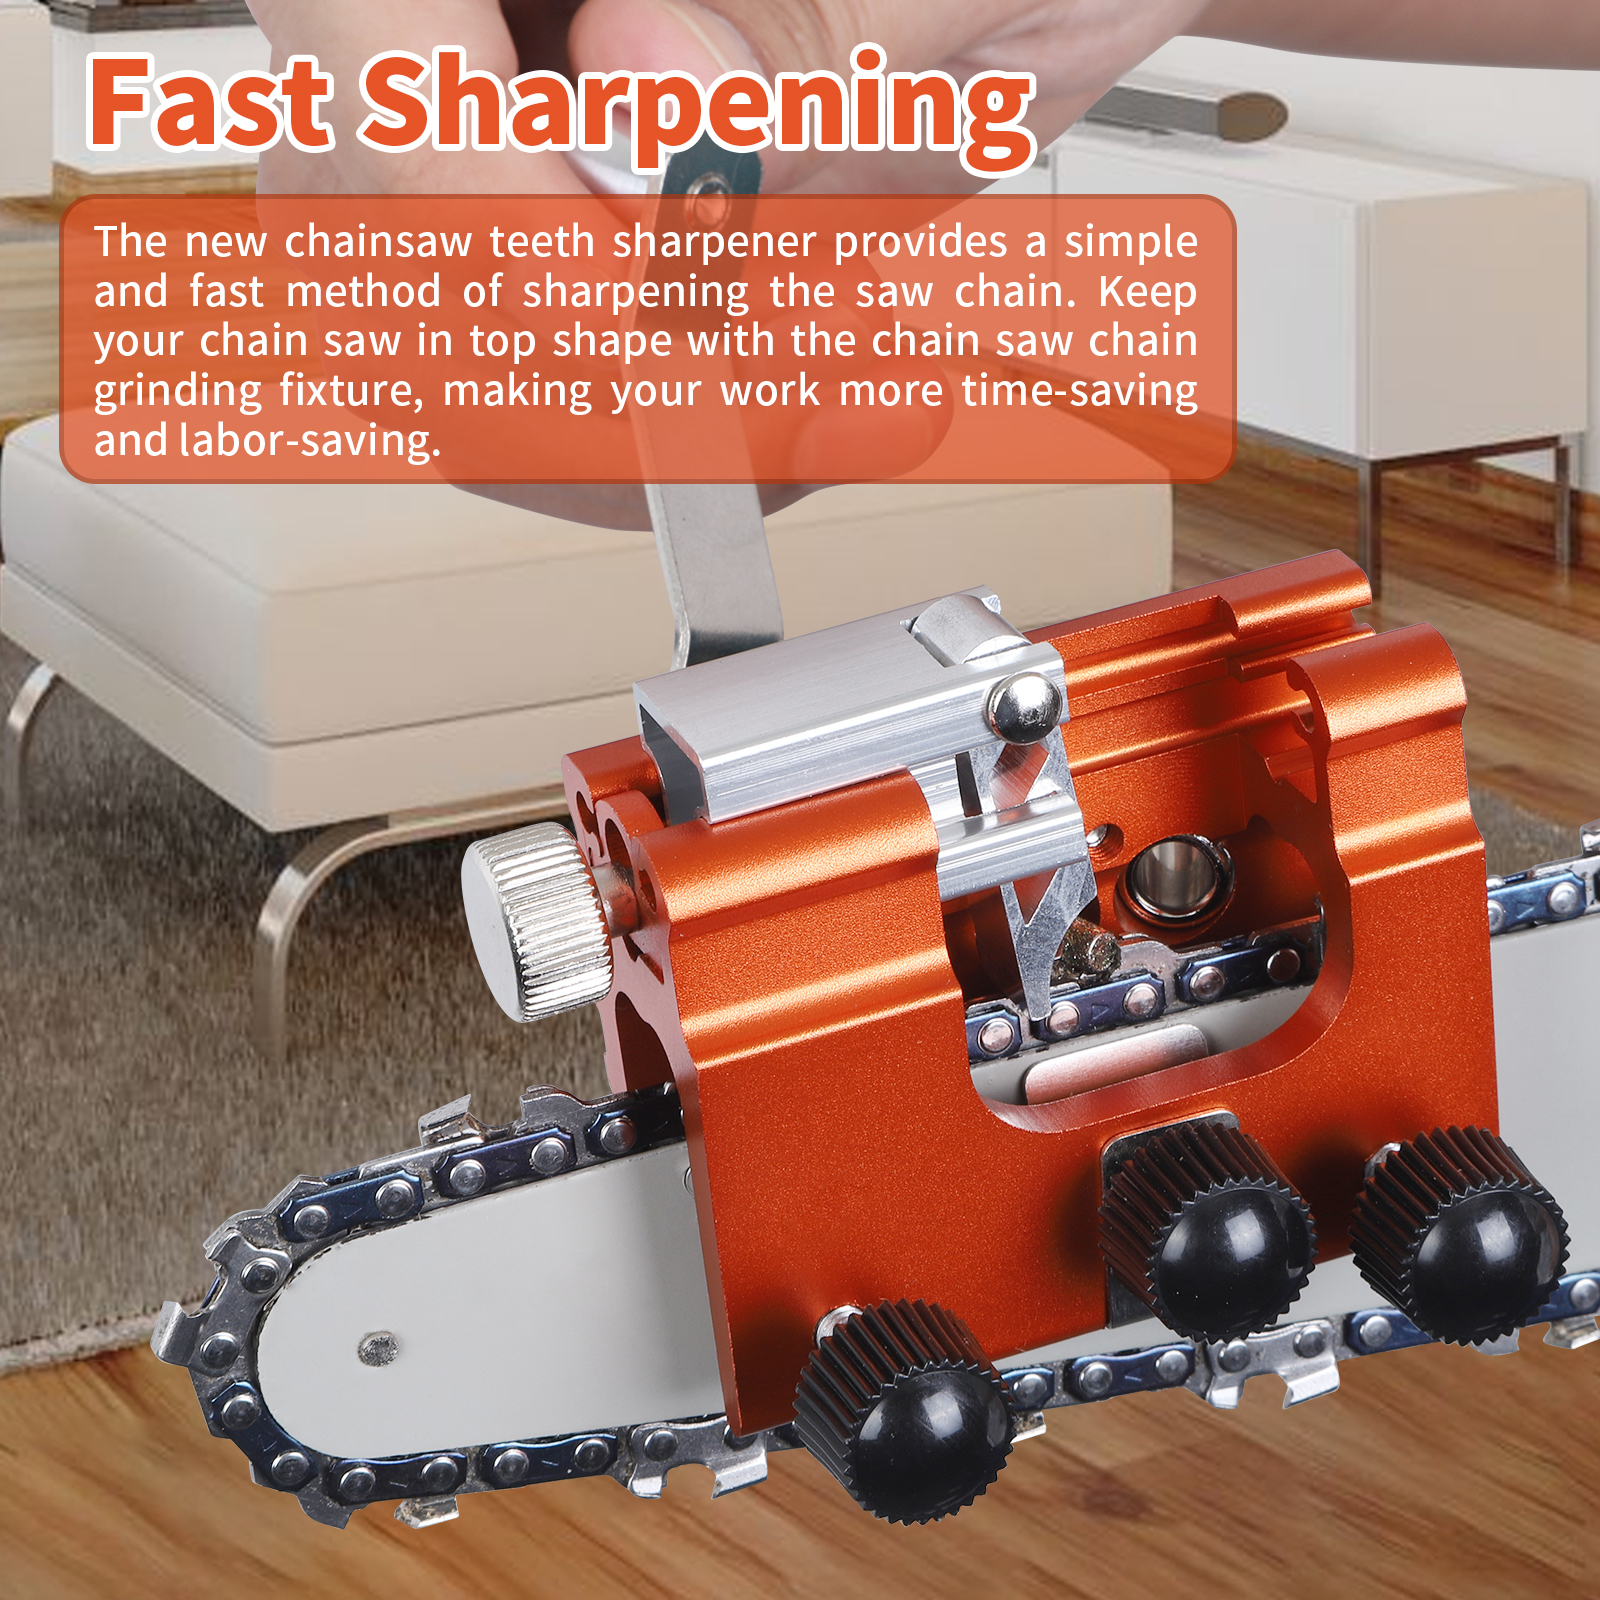 Fast Sharpening
The new chainsaw teeth sharpener provides a simple
and fast method of sharpening the saw chain. Keep
your chain saw in top shape with the chain saw chain
grinding fixture, making your work more time-saving
and labor-saving.